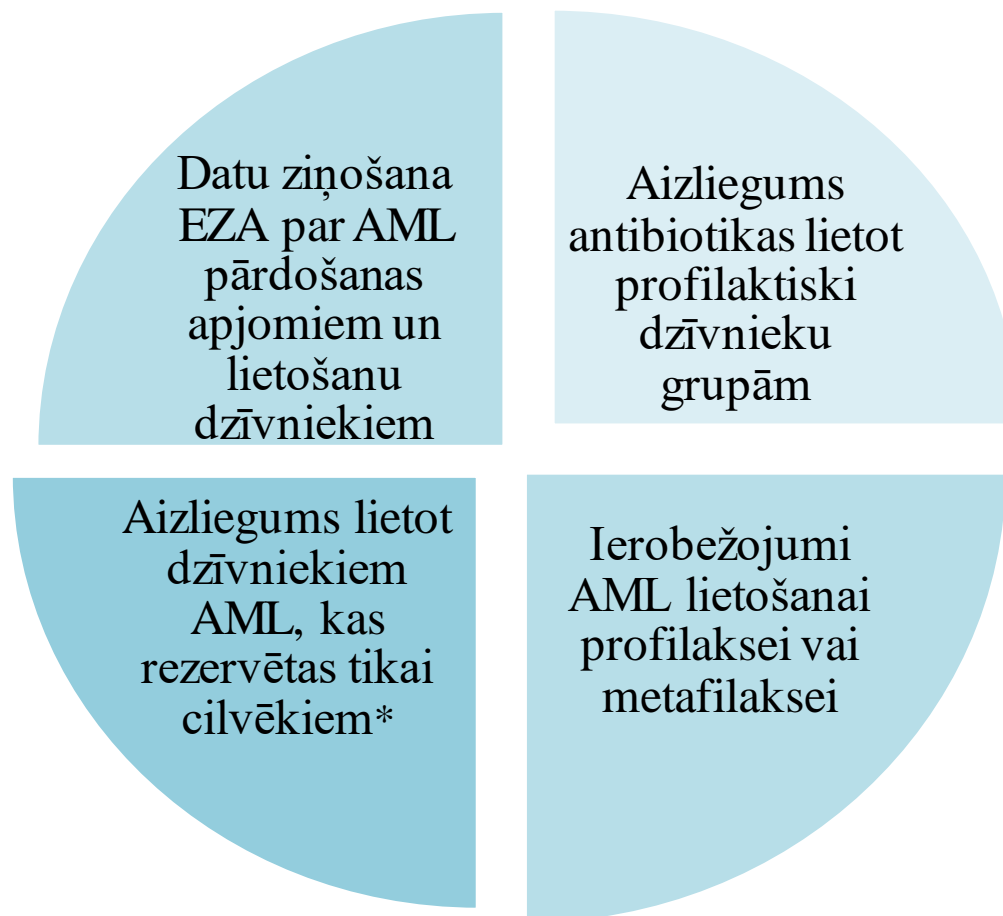 Datu ziņošana
EZA par AML
pārdošanas
apjomiem un
lietošanu
dzīvniekiem
Aizliegums
antibiotikas lietot
profilaktiski
dzīvnieku
grupām
Aizliegums lietot
dzīvniekiem
AML, kas
rezervētas tikai
cilvēkiem*
Ierobežojumi
AML lietošanai
profilaksei vai
metafilaksei